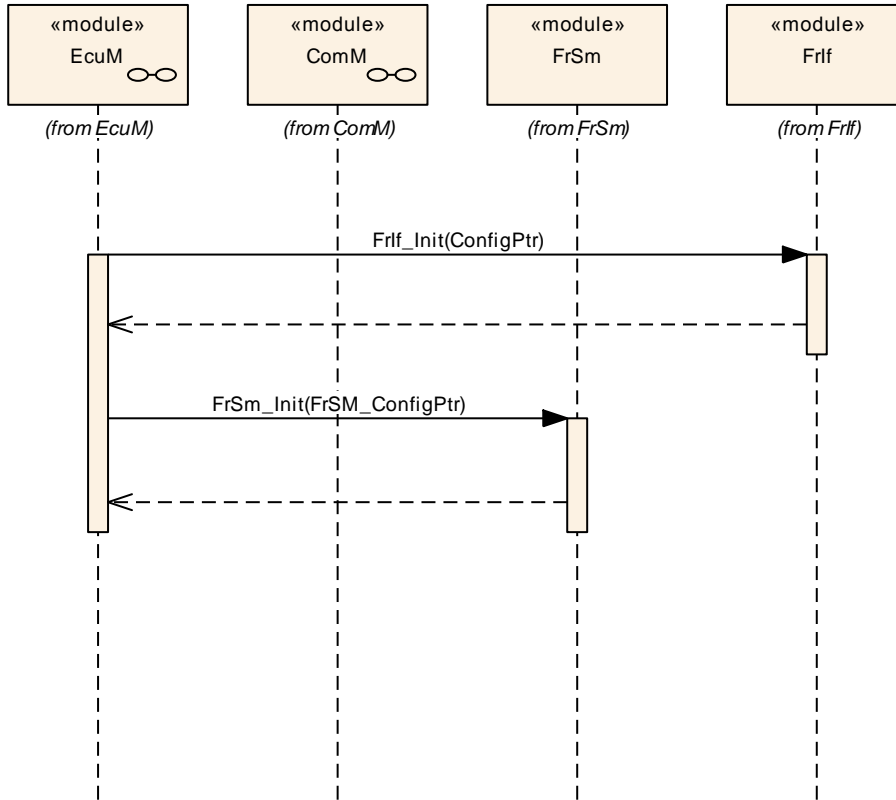 «module» «module» «module» «module»
EcuM ComM FrSm FrIf
(from EcuM) (from ComM) (from FrSm) (from FrIf)
FrIf_Init(ConfigPtr)
FrSm_Init(FrSM_ConfigPtr)